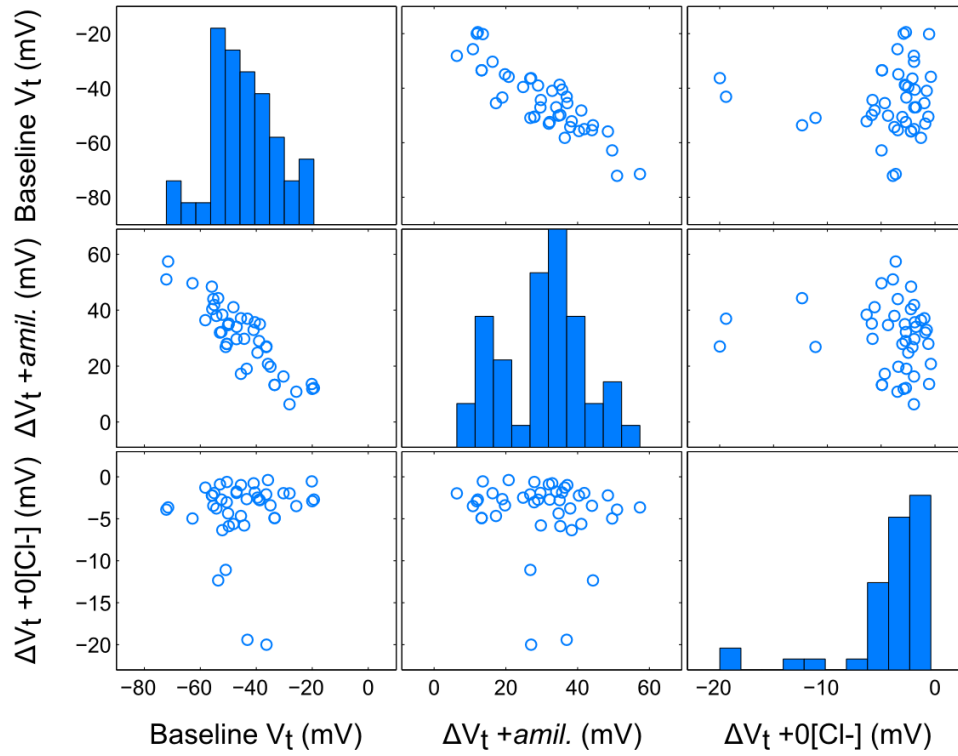 Baseline Vt (mV)
−20
−40
−60
−80
ΔVt +amil. (mV)
60
40
20
0
ΔVt +0[Cl-] (mV)
0
−5
−10
−15
−20
−80 −60 −40 −20 0
0 20 40 60
−20 −10 0
Baseline Vt (mV)
ΔVt +amil. (mV)
ΔVt +0[Cl-] (mV)